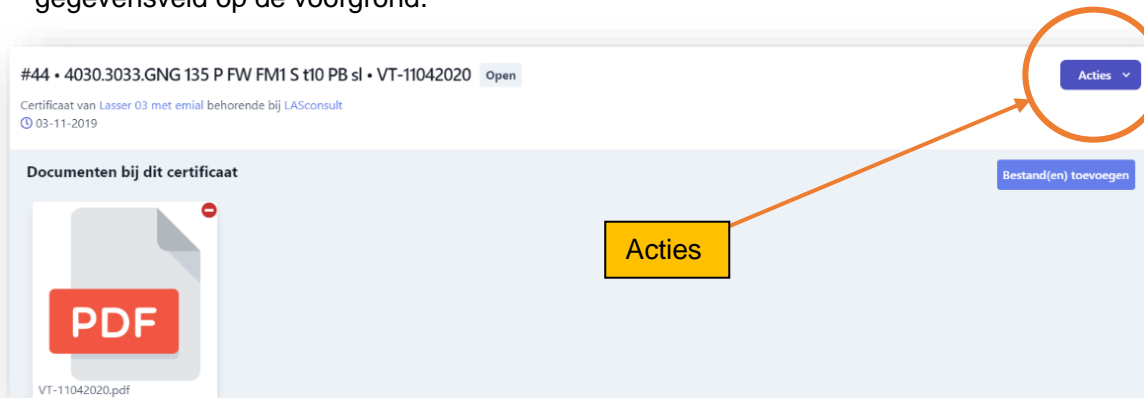 gegevensveld op de voorgrond.
#44 • 4030.3033.GNG 135 P FW FM1 S t10 PB sl • VT-11042020 Open
Acties
Certificaat van Lasser 03 met emial behorende bij LASconsult
03-11-2019
Documenten bij dit certificaat
Bestand(en) toevoegen
Acties
PDF
VT-11042020.pdf